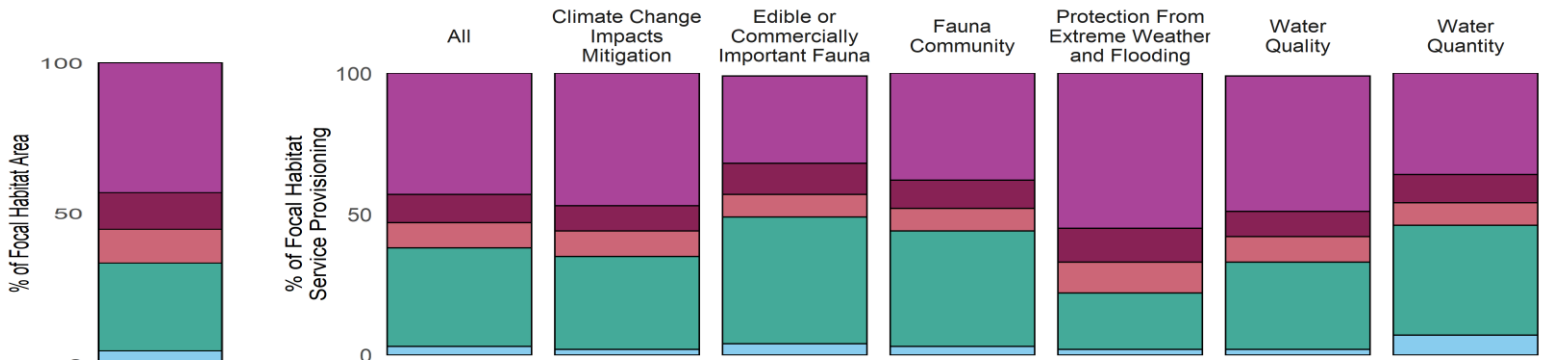 100
50
% of Focal Habitat Area
All
Climate Change
Impacts
Mitigation
Edible or
Commercially
Important Fauna
Fauna
Community
Protection From
Extreme Weather
and Flooding
Water
Quality
Water
Quantity
100
50
0
% of Focal Habitat
Service Provisioning